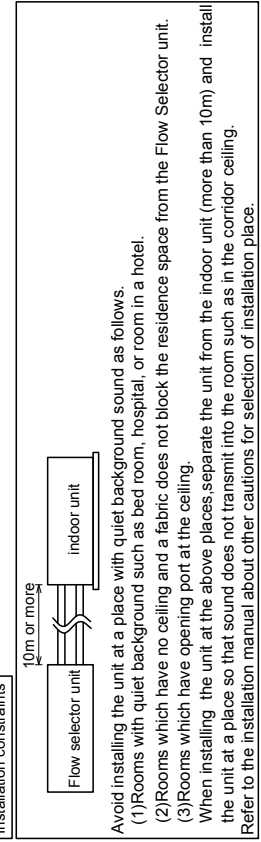 Installation constraints
10m or more
Flow selector unit
indoor unit
Avoid installing the unit at a place with quiet background sound as follows.
(1)Rooms with quiet background such as bed room, hospital, or room in a hotel.
(2)Rooms which have no ceiling and a fabric does not block the residence space from the Flow Selector unit.
(3)Rooms which have opening port at the ceiling.
When installing the unit at the above places,separate the unit from the indoor unit (more than 10m) and install
the unit at a place so that sound does not transmit into the room such as in the corridor ceiling.
Refer to the installation manual about other cautions for selection of installation place.